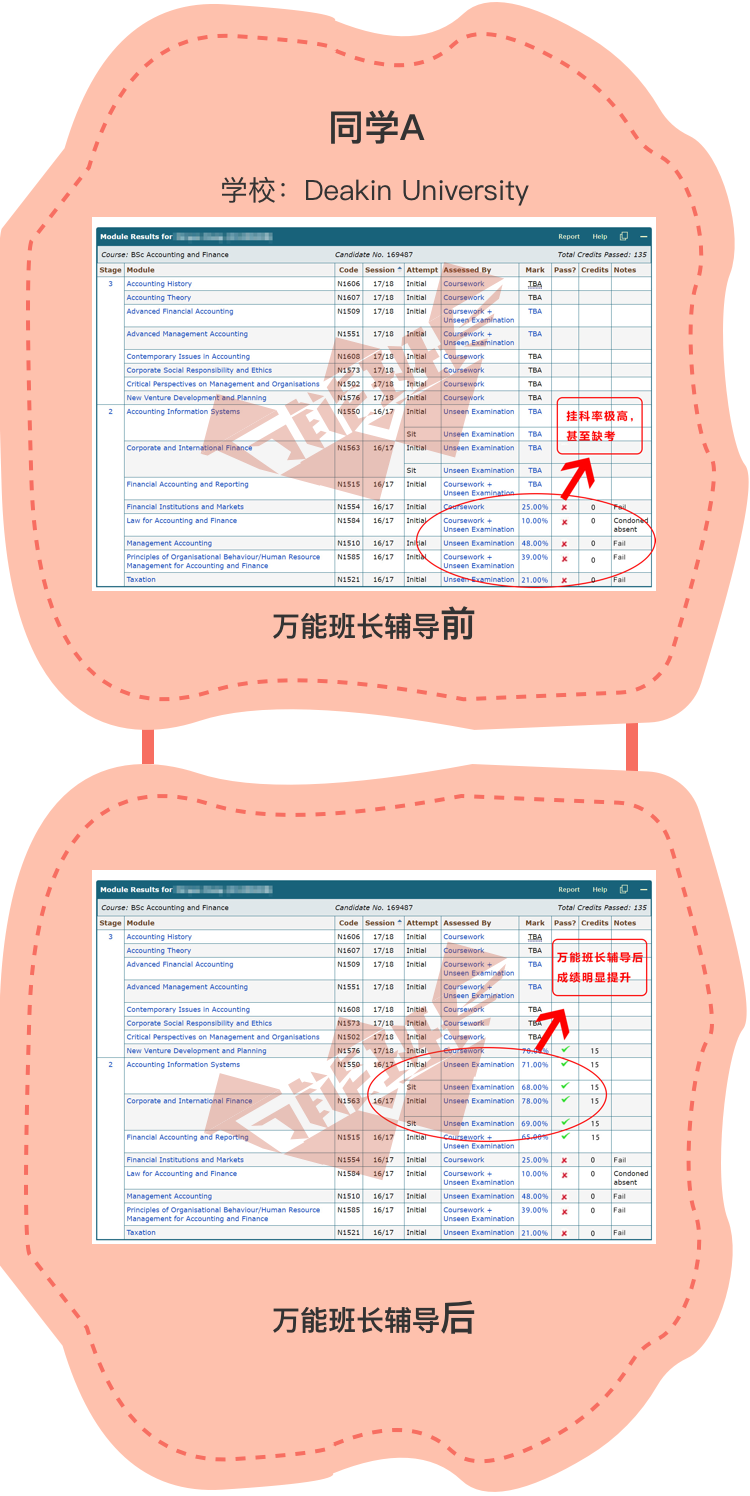 同学A
学校：Deakin University
Module Results for
Report Help
Course: BSc Accounting and Finance Candidate No. 169487 Total Credits Passed: 135
Stage Module Code Session Attempt Assessed By Mark Pass? Credits Notes
3 Accounting History N1606 17/18 Initial Coursework TBA
Accounting Theory N1607 17/18 Initial Coursework TBA
Advanced Financial Accounting N1509 17/18 Initial Coursework + TBA
Unseen Examination
Advanced Management Accounting N1551 17/18 Initial Coursework + TBA
Unseen Examination
Contemporary Issues in Accounting N1608 17/18 Initial Coursework TBA
Corporate Social Responsibility and Ethics N1573 17/18 Initial Coursework TBA
Critical Perspectives on Management and Organisations N1502 17/18 Initial Coursework TBA
New Venture Development and Planning N1576 17/18 Initial Coursework TBA
2 Accounting Information Systems N1550 16/17 Initial Unseen Examination TBA
挂科率极高，
甚至缺考
Sit Unseen Examination TBA
Corporate and International Finance N1563 16/17 Initial Unseen Examination TBA
Sit Unseen Examination TBA
Financial Accounting and Reporting N1515 16/17 Initial Coursework + TBA
Unseen Examination
Financial Institutions and Markets N1554 16/17 Initial Coursework 25.00% ✘ 0 Fail
Law for Accounting and Finance N1584 16/17 Initial Coursework + 10.00% ✘ 0 Condoned
Unseen Examination absent
Management Accounting N1510 16/17 Initial Unseen Examination 48.00% ✘ 0 Fail
Principles of Organisational Behaviour/Human Resource N1585 16/17 Initial Coursework + 39.00% ✘ 0 Fail
Management for Accounting and Finance Unseen Examination
Taxation N1521 16/17 Initial Unseen Examination 21.00% ✘ 0 Fail
万能班长辅导前
Module Results for
Report Help
Course: BSc Accounting and Finance Candidate No. 169487 Total Credits Passed: 135
Stage Module Code Session Attempt Assessed By Mark Pass? Credits Notes
3 Accounting History N1606 17/18 Initial Coursework TBA
Accounting Theory N1607 17/18 Initial Coursework TBA
万能班长辅导后
成绩明显提升
Advanced Financial Accounting N1509 17/18 Initial Coursework + TBA
Unseen Examination
Advanced Management Accounting N1551 17/18 Initial Coursework + TBA
Unseen Examination
Contemporary Issues in Accounting N1608 17/18 Initial Coursework TBA
Corporate Social Responsibility and Ethics N1573 17/18 Initial Coursework TBA
Critical Perspectives on Management and Organisations N1502 17/18 Initial Coursework TBA
New Venture Development and Planning N1576 17/18 Initial Coursework 70.00% ✔ 15
2 Accounting Information Systems N1550 16/17 Initial Unseen Examination 71.00% ✔ 15
Sit Unseen Examination 68.00% ✔ 15
Corporate and International Finance N1563 16/17 Initial Unseen Examination 78.00% ✔ 15
Sit Unseen Examination 69.00% ✔ 15
Financial Accounting and Reporting N1515 16/17 Initial Coursework + 65.00% ✔ 15
Unseen Examination
Financial Institutions and Markets N1554 16/17 Initial Coursework 25.00% ✘ 0 Fail
Law for Accounting and Finance N1584 16/17 Initial Coursework + 10.00% ✘ 0 Condoned
Unseen Examination absent
Management Accounting N1510 16/17 Initial Unseen Examination 48.00% ✘ 0 Fail
Principles of Organisational Behaviour/Human Resource N1585 16/17 Initial Coursework + 39.00% ✘ 0 Fail
Management for Accounting and Finance Unseen Examination
Taxation N1521 16/17 Initial Unseen Examination 21.00% ✘ 0 Fail
万能班长辅导后